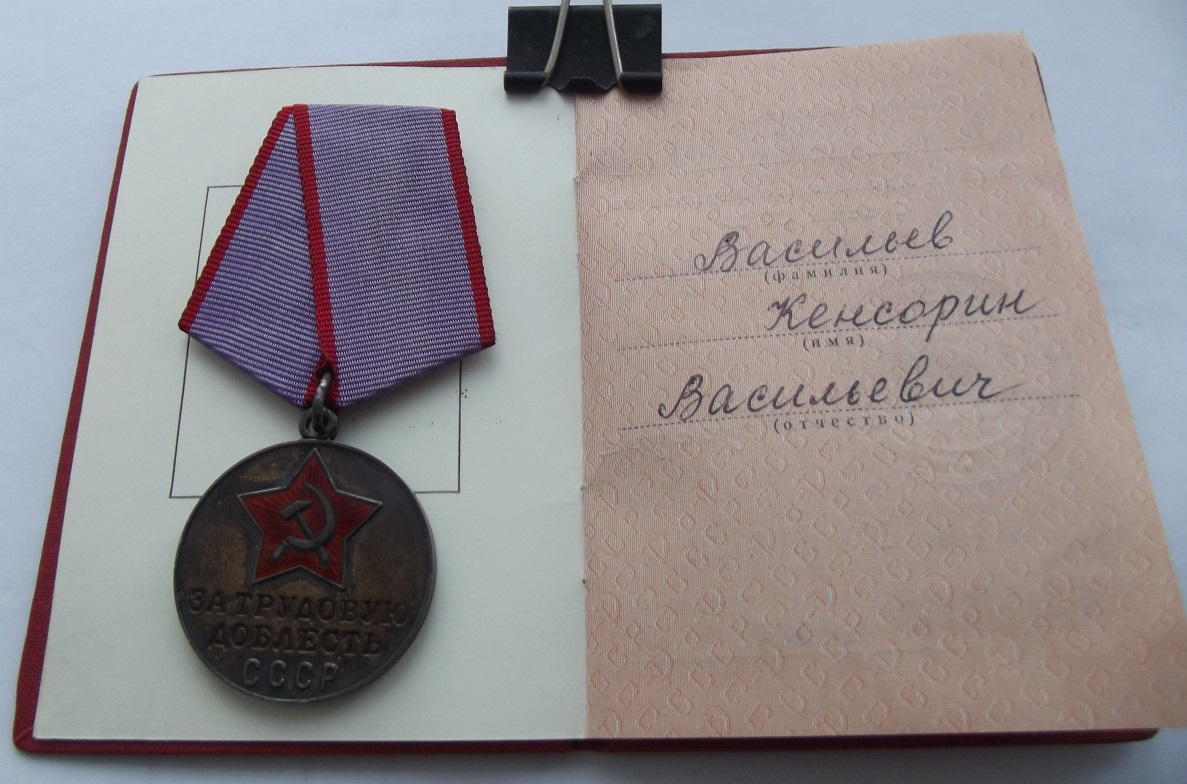 ЗА ТРУДОВУЮ
ДОБЛЕСТЬ
СССР
Васильев
(фамилия)
Кенсорин
(имя)
Васильевич
(отчество)